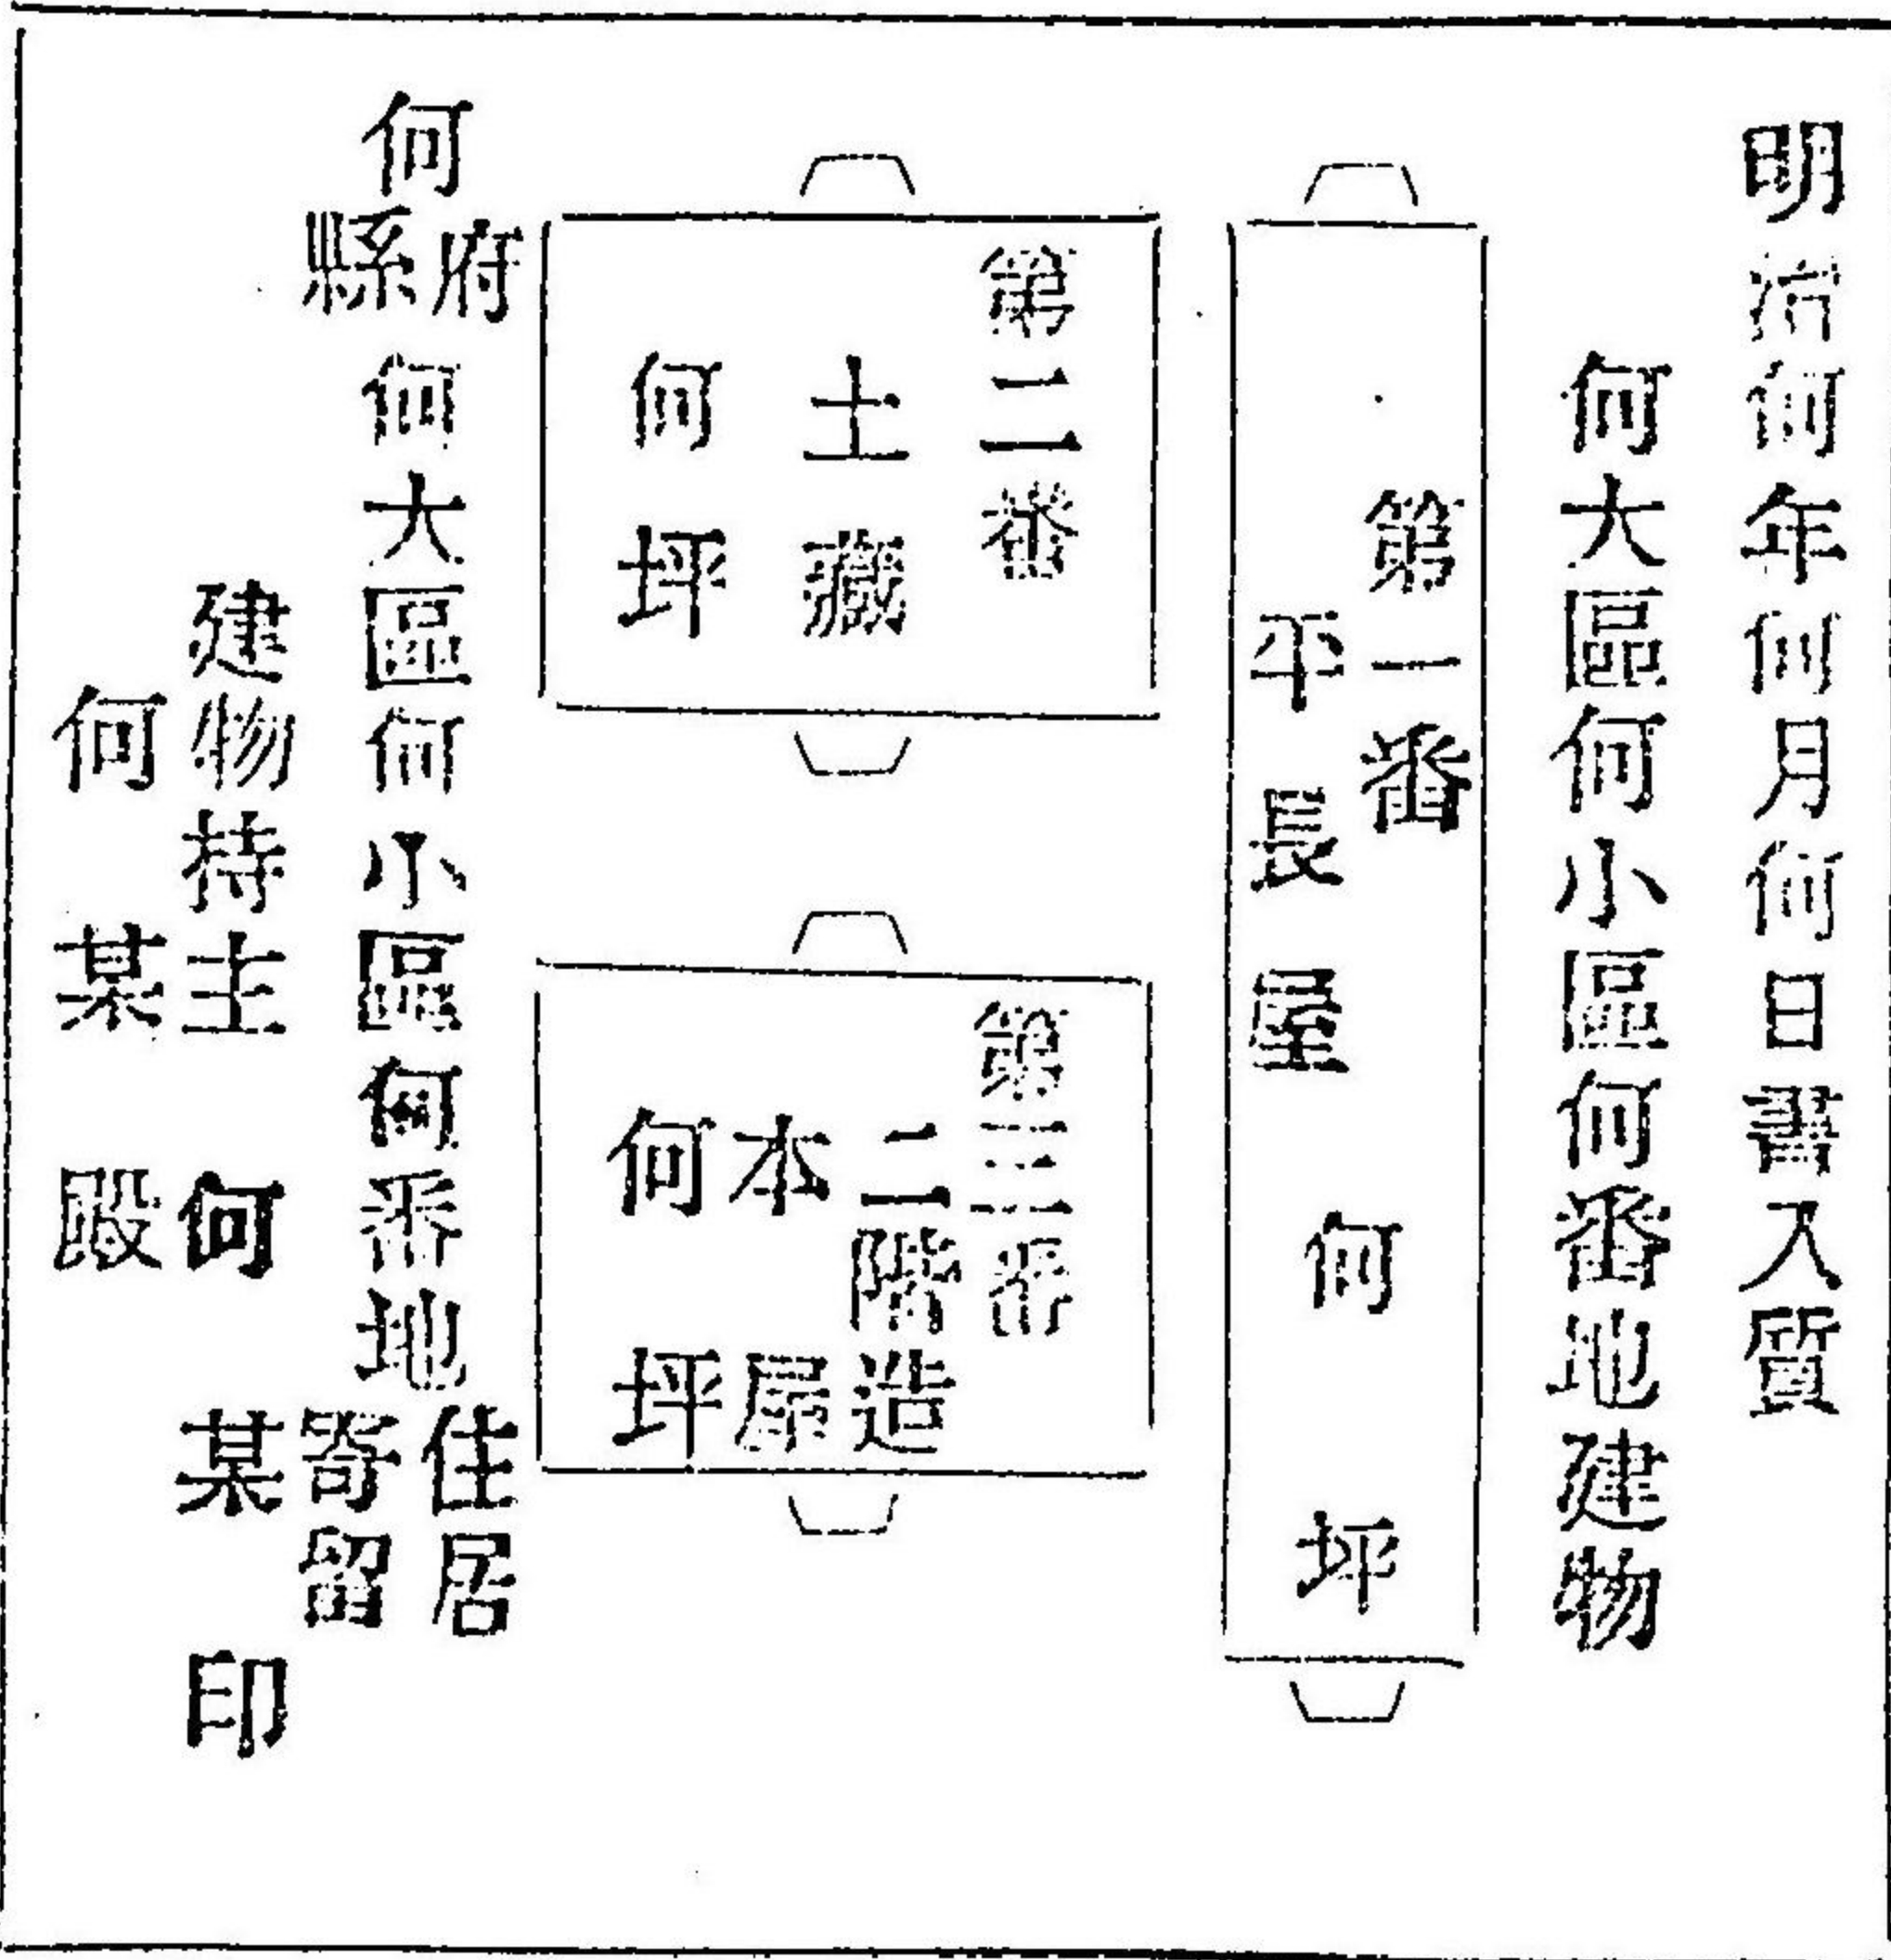 明治何年何月何日書入質
何大區何小區何番地建物
第一番
平長屋
何坪
第二番
土藏
何坪
第三番
二階造
本屋
何坪
何府縣何大區何小區何番地住居寄留
建物持主 何某印
何某殿